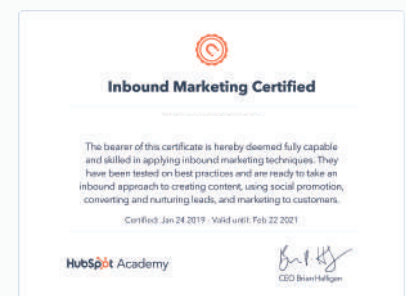 Inbound Marketing Certified
The bearer of this certificate is hereby deemed fully capable
and skilled in applying inbound marketing techniques. They
have been tested on best practices and are ready to take an
inbound approach to creating content, using social promotion,
converting and nurturing leads, and marketing to customers.
Certified: Jan 24 2019 · Valid until: Feb 22 2021
HubSpot Academy
CEO Brian Halligan